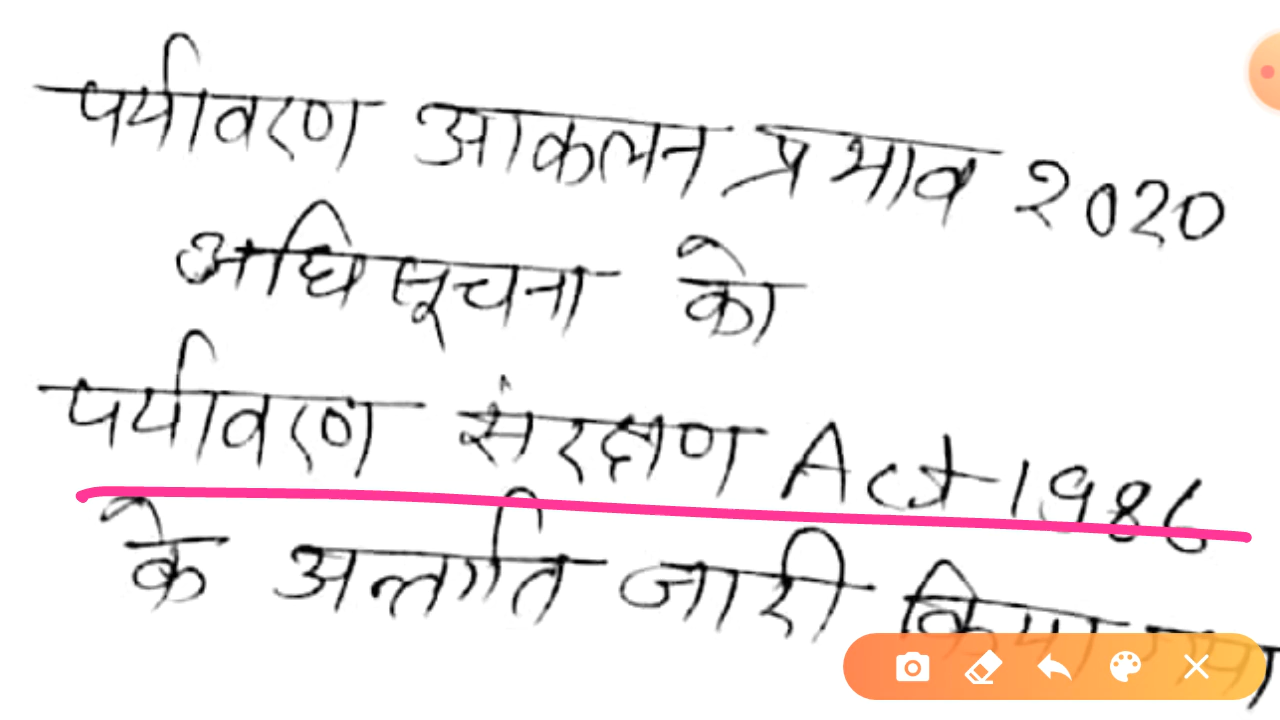 पर्यावरण आकलन प्रभाव 2020
अधिसूचना को
पर्यावरण संरक्षण Act 1986
के अन्तर्गत जारी किया